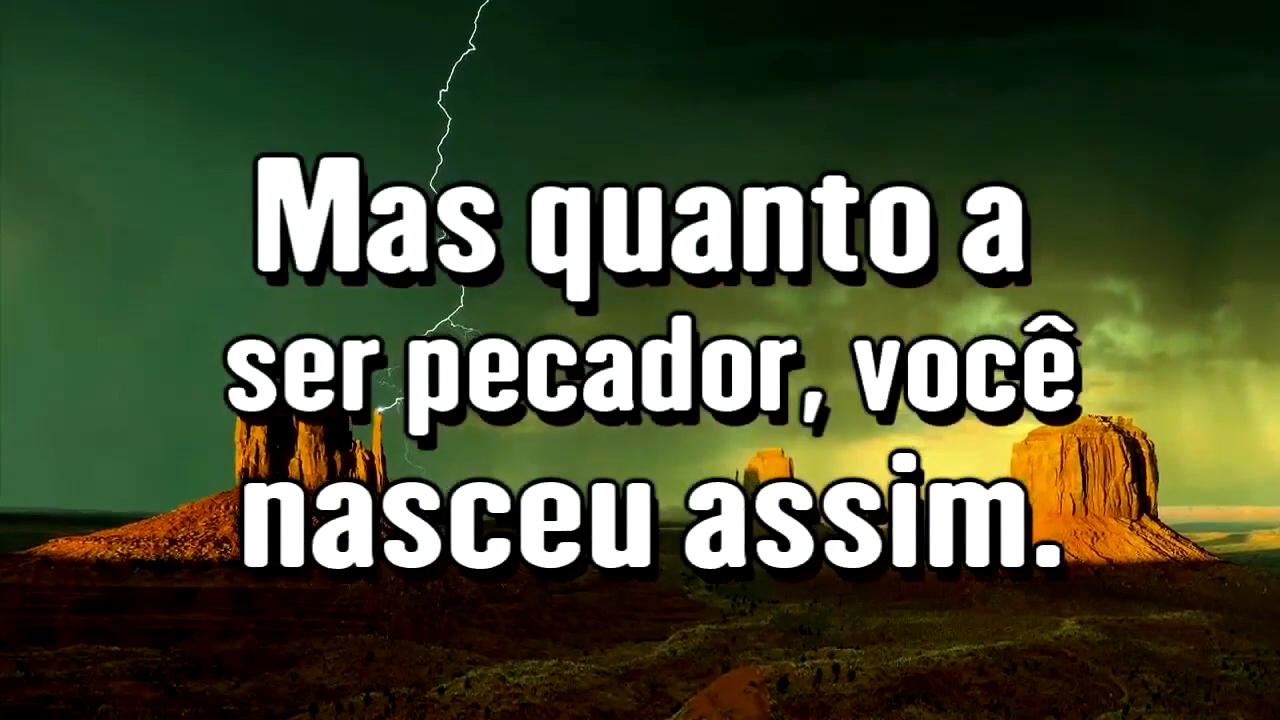 Mas quanto a
ser pecador, você
nasceu assim.